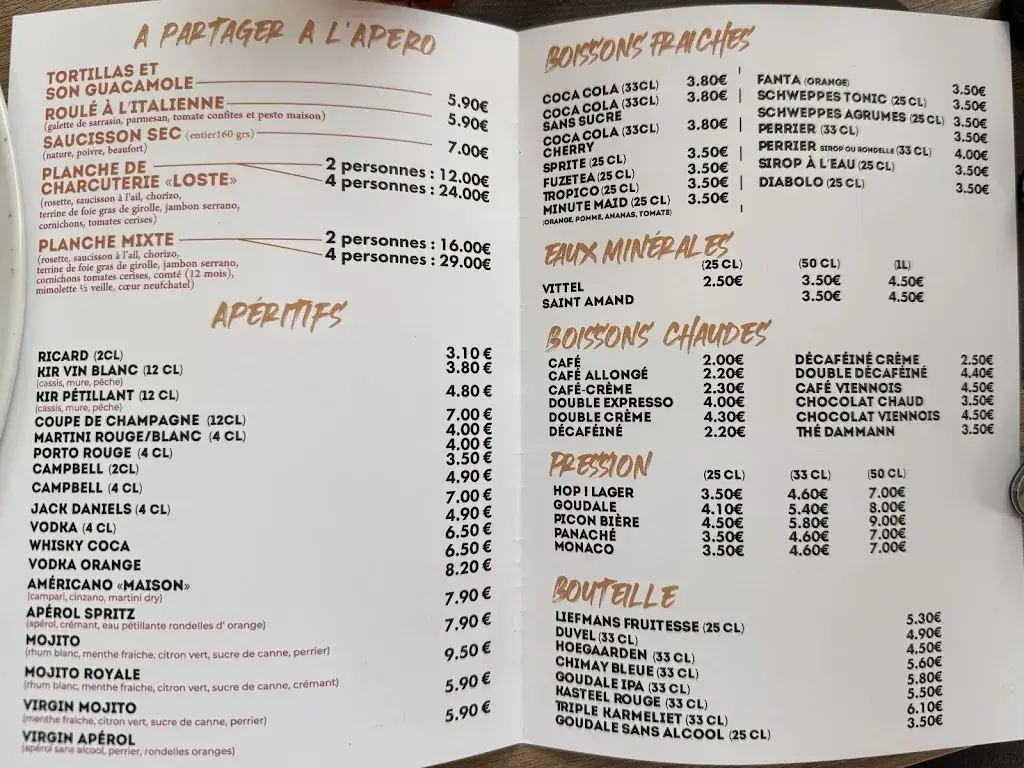 A PARTAGER A L'APERO
TORTILLAS ET
SON GUACAMOLE 5.90€
ROULÉ À L'ITALIENNE 5.90€
(galette de sarrasin, parmesan, tomate confites et pesto maison)
SAUCISSON SEC (entier160 grs) 7.00€
(nature, poivre, beaufort)
PLANCHE DE
CHARCUTERIE «LOSTE» 2 personnes : 12.00€
4 personnes : 24.00€
(rosette, saucisson à l'ail, chorizo,
terrine de foie gras de girolle, jambon serrano,
cornichons, tomates cerises)
PLANCHE MIXTE 2 personnes : 16.00€
4 personnes : 29.00€
(rosette, saucisson à l'ail, chorizo,
terrine de foie gras de girolle, jambon serrano,
cornichons tomates cerises, comté (12 mois),
mimolette ½ veille, cœur neufchatel)
APÉRITIFS
RICARD (2CL) 3.10 €
KIR VIN BLANC (12 CL) 3.80 €
(cassis, mure, pêche)
KIR PÉTILLANT (12 CL) 4.80 €
(cassis, mure, pêche)
COUPE DE CHAMPAGNE (12CL) 7.00 €
MARTINI ROUGE/BLANC (4 CL) 4.00 €
PORTO ROUGE (4 CL) 4.00 €
CAMPBELL (2CL) 3.50 €
CAMPBELL (4 CL) 4.90 €
JACK DANIELS (4 CL) 7.00 €
VODKA (4 CL) 4.90 €
WHISKY COCA 6.50 €
VODKA ORANGE 6.50 €
AMÉRICANO «MAISON» 8.20 €
(campari, cinzano, martini dry)
APÉROL SPRITZ 7.90 €
(apérol, crémant, eau pétillante rondelles d' orange)
MOJITO 7.90 €
(rhum blanc, menthe fraiche, citron vert, sucre de canne, perrier)
MOJITO ROYALE 9.50 €
(rhum blanc, menthe fraiche, citron vert, sucre de canne, crémant)
VIRGIN MOJITO 5.90 €
(menthe fraiche, citron vert, sucre de canne, perrier)
VIRGIN APÉROL 5.90 €
(apérol sans alcool, perrier, rondelles oranges)
BOISSONS FRAICHES
COCA COLA (33CL) 3.80€
COCA COLA (33CL) 3.80€
SANS SUCRE
COCA COLA (33CL) 3.80€
CHERRY
SPRITE (25 CL) 3.50€
FUZETEA (25 CL) 3.50€
TROPICO (25 CL) 3.50€
MINUTE MAID (25 CL) 3.50€
(ORANGE, POMME, ANANAS, TOMATE)
FANTA (ORANGE) 3.50€
SCHWEPPES TONIC (25 CL) 3.50€
SCHWEPPES AGRUMES (25 CL) 3.50€
PERRIER (33 CL) 3.50€
PERRIER SIROP OU RONDELLE (33 CL) 4.00€
SIROP À L'EAU (25 CL) 3.50€
DIABOLO (25 CL) 3.50€
EAUX MINÉRALES
(25 CL) (50 CL) (1L)
VITTEL 2.50€ 3.50€ 4.50€
SAINT AMAND 3.50€ 4.50€
BOISSONS CHAUDES
CAFÉ 2.00€
CAFÉ ALLONGÉ 2.20€
CAFÉ-CRÈME 2.30€
DOUBLE EXPRESSO 4.00€
DOUBLE CRÈME 4.30€
DÉCAFÉINÉ 2.20€
DÉCAFÉINÉ CRÈME 2.50€
DOUBLE DÉCAFÉINÉ 4.40€
CAFÉ VIENNOIS 4.50€
CHOCOLAT CHAUD 3.50€
CHOCOLAT VIENNOIS 4.50€
THÉ DAMMANN 3.50€
PRESSION
(25 CL) (33 CL) (50 CL)
HOP I LAGER 3.50€ 4.60€ 7.00€
GOUDALE 4.10€ 5.40€ 8.00€
PICON BIÈRE 4.50€ 5.80€ 9.00€
PANACHÉ 3.50€ 4.60€ 7.00€
MONACO 3.50€ 4.60€ 7.00€
BOUTEILLE
LIEFMANS FRUITESSE (25 CL) 5.30€
DUVEL (33 CL) 4.90€
HOEGAARDEN (33 CL) 4.50€
CHIMAY BLEUE (33 CL) 5.60€
GOUDALE IPA (33 CL) 5.80€
KASTEEL ROUGE (33 CL) 5.50€
TRIPLE KARMELIET (33 CL) 6.10€
GOUDALE SANS ALCOOL (25 CL) 3.50€